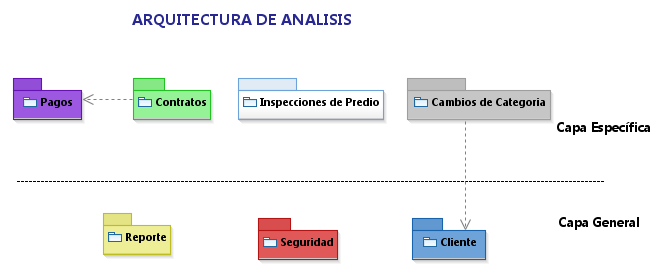 ARQUITECTURA DE ANALISIS
Pagos
Contratos
Inspecciones de Predio
Cambios de Categoria
Capa Específica
Capa General
Reporte
Seguridad
Cliente